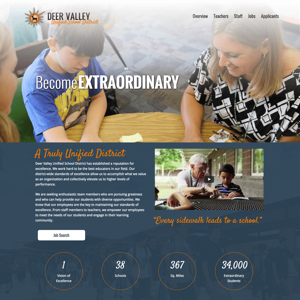 DEER VALLEY
Unified School District
Overview Teachers Staff Jobs Applicants
Become EXTRAORDINARY
A Truly Unified District
Deer Valley Unified School District has established a reputation for
excellence. We work hard to be the best educators in our field. Our
district-wide standards of excellence allow us to accomplish what we value
as an organization and collectively elevate us to higher levels of
performance.
We are seeking enthusiastic team members who are pursuing greatness
and who can help provide our students with diverse opportunities. We
know that our employees are the key to maintaining our standards of
excellence. From staff members to teachers, we empower our employees
to meet the needs of our students and engage in their learning
community.
"Every sidewalk leads to a school."
Job Search
1
Vision of
Excellence
38
Schools
367
Sq. Miles
34,000
Extraordinary
Students